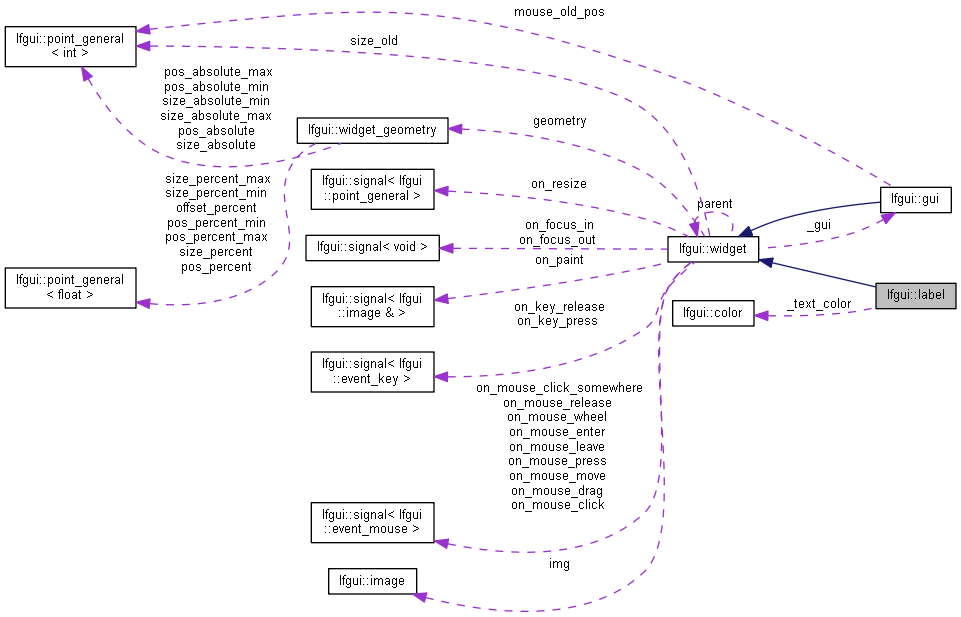 mouse_old_pos
lfgui::point_general
< int >
size_old
pos_absolute_max
pos_absolute_min
size_absolute_min
size_absolute_max
pos_absolute
size_absolute
lfgui::widget_geometry
geometry
size_percent_max
size_percent_min
offset_percent
pos_percent_min
pos_percent_max
size_percent
pos_percent
lfgui::signal< lfgui
::point_general >
on_resize
parent
lfgui::gui
_gui
on_focus_in
on_focus_out
lfgui::signal< void >
lfgui::widget
on_paint
lfgui::point_general
< float >
lfgui::signal< lfgui
::image & >
lfgui::label
_text_color
lfgui::color
on_key_release
on_key_press
lfgui::signal< lfgui
::event_key >
on_mouse_click_somewhere
on_mouse_release
on_mouse_wheel
on_mouse_enter
on_mouse_leave
on_mouse_press
on_mouse_move
on_mouse_drag
on_mouse_click
lfgui::signal< lfgui
::event_mouse >
img
lfgui::image